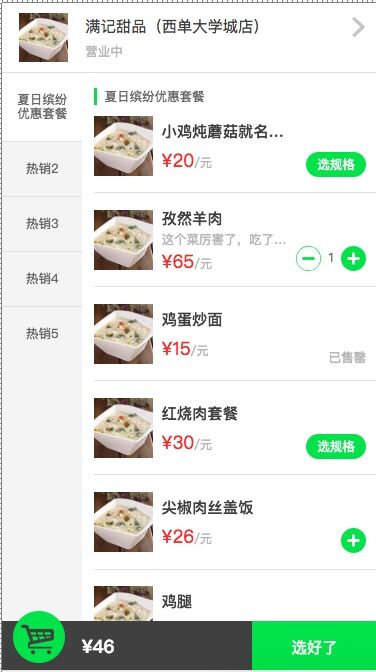 满记甜品（西单大学城店）
营业中
夏日缤纷
优惠套餐
热销2
热销3
热销4
热销5
夏日缤纷优惠套餐
小鸡炖蘑菇就名...
¥20/元
选规格
孜然羊肉
这个菜厉害了，吃了...
¥65/元
1
鸡蛋炒面
¥15/元
已售罄
红烧肉套餐
¥30/元
选规格
尖椒肉丝盖饭
¥26/元
鸡腿
¥46
选好了